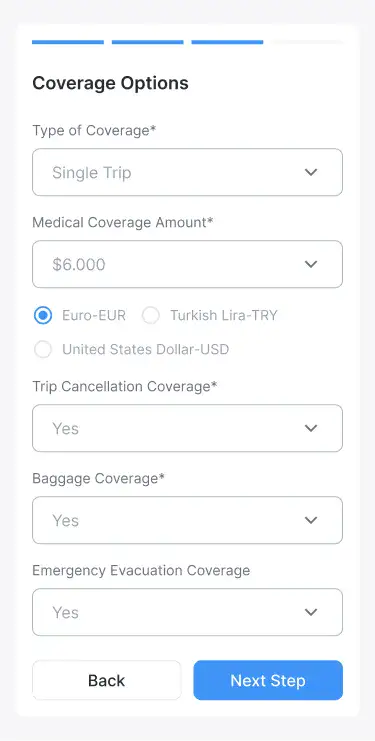 Coverage Options
Type of Coverage*
Single Trip
Medical Coverage Amount*
$6.000
Euro-EUR Turkish Lira-TRY
United States Dollar-USD
Trip Cancellation Coverage*
Yes
Baggage Coverage*
Yes
Emergency Evacuation Coverage
Yes
Back Next Step